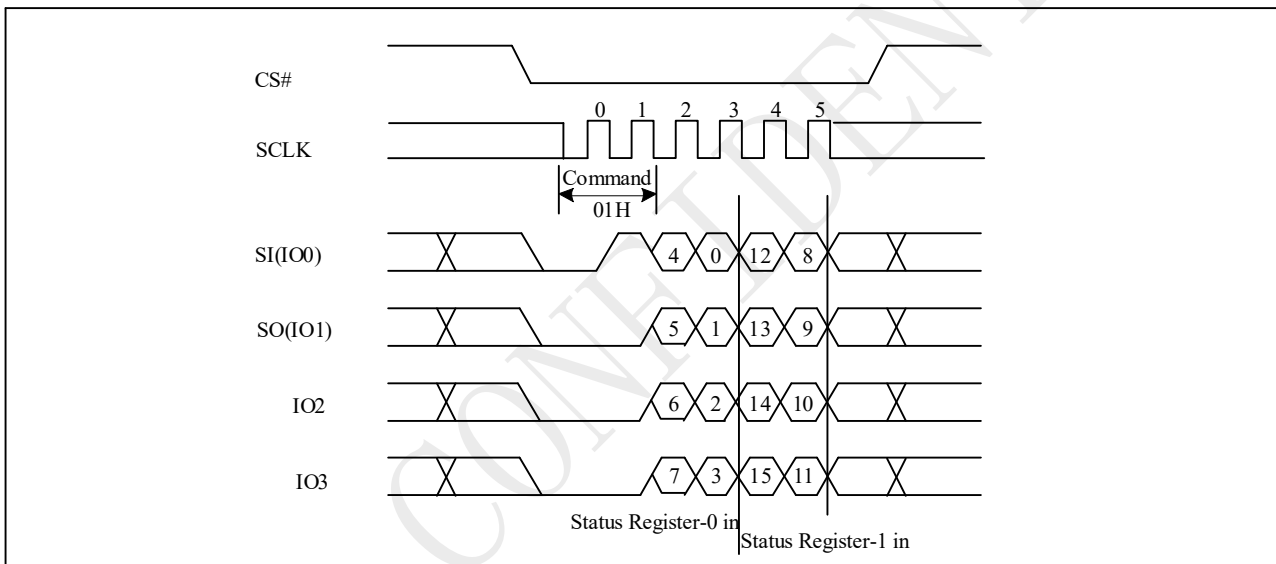 CS#
0 1 2 3 4 5
SCLK
Command
01H
SI(IO0) 4 0 12 8
SO(IO1) 5 1 13 9
IO2 6 2 14 10
IO3 7 3 15 11
Status Register-0 in
Status Register-1 in
CONFIDEN